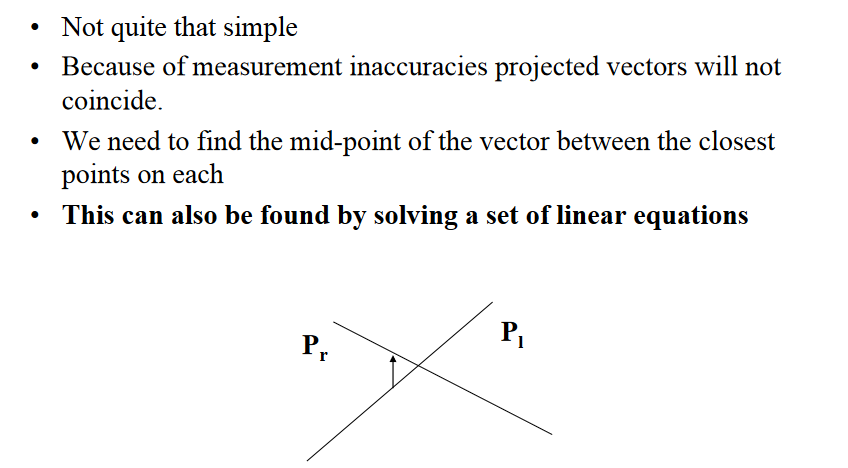 • Not quite that simple
• Because of measurement inaccuracies projected vectors will not
coincide.
• We need to find the mid-point of the vector between the closest
points on each
• This can also be found by solving a set of linear equations
Pr
Pl